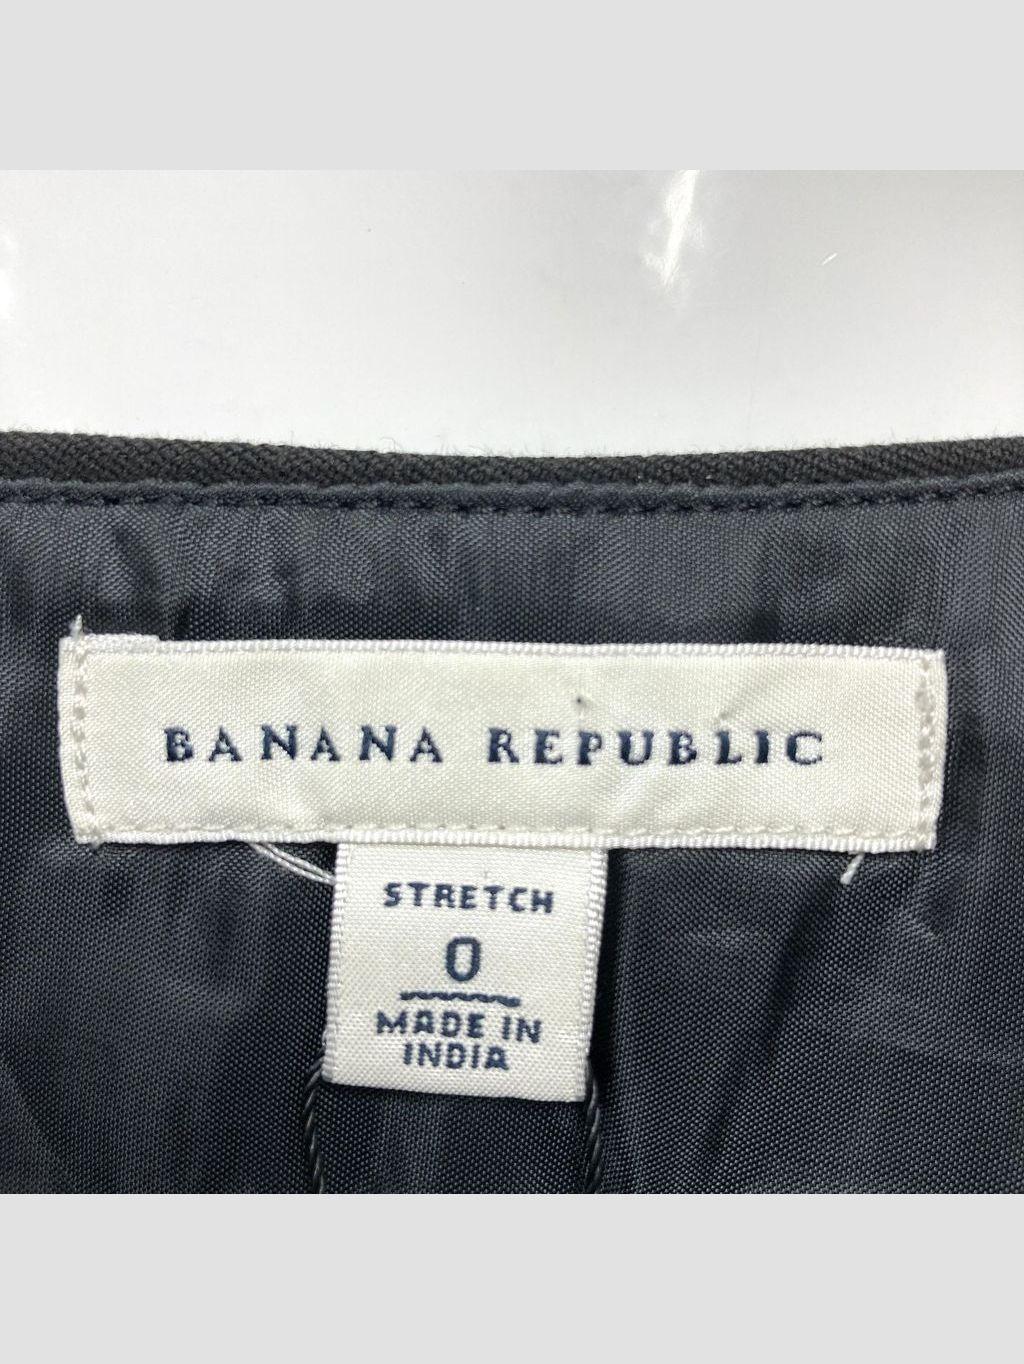 BANANA REPUBLIC
STRETCH
0
MADE IN
INDIA